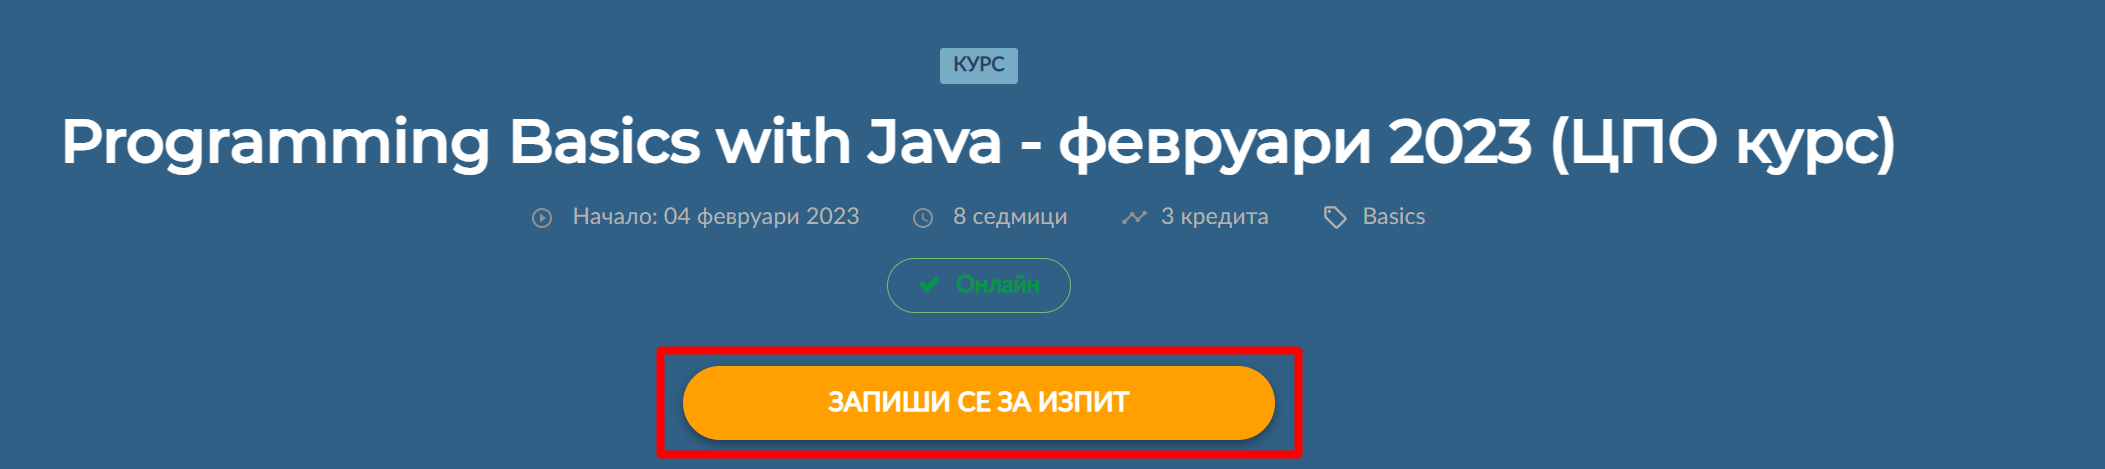 КУРС
Programming Basics with Java - февруари 2023 (ЦПО курс)
Начало: 04 февруари 2023 8 седмици 3 кредита Basics
Онлайн
ЗАПИШИ СЕ ЗА ИЗПИТ